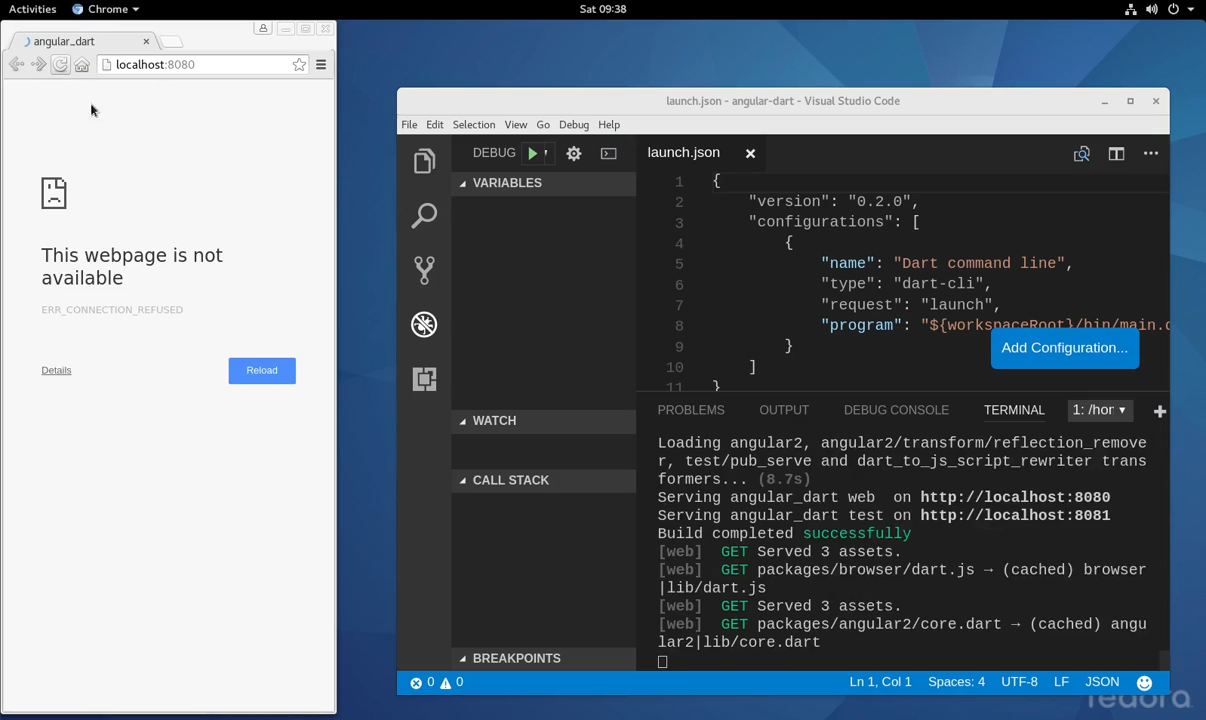 Activities
Chrome
Sat 09:38
angular_dart
localhost:8080
This webpage is not
available
ERR_CONNECTION_REFUSED
Details
Reload
launch.json - angular-dart - Visual Studio Code
File Edit Selection View Go Debug Help
DEBUG
VARIABLES
WATCH
CALL STACK
BREAKPOINTS
launch.json
1 {
2 "version": "0.2.0",
3 "configurations": [
4 {
5 "name": "Dart command line",
6 "type": "dart-cli",
7 "request": "launch",
8 "program": "${workspaceRoot}/bin/main.
9 }
10 ]
11 }
Add Configuration...
PROBLEMS OUTPUT DEBUG CONSOLE TERMINAL 1: /hor
Loading angular2, angular2/transform/reflection_remove
r, test/pub_serve and dart_to_js_script_rewriter trans
formers... (8.7s)
Serving angular_dart web on http://localhost:8080
Serving angular_dart test on http://localhost:8081
Build completed successfully
[web] GET Served 3 assets.
[web] GET packages/browser/dart.js → (cached) browser
|lib/dart.js
[web] GET Served 3 assets.
[web] GET packages/angular2/core.dart → (cached) angu
lar2|lib/core.dart
0 0
Ln 1, Col 1 Spaces: 4 UTF-8 LF JSON
fedora